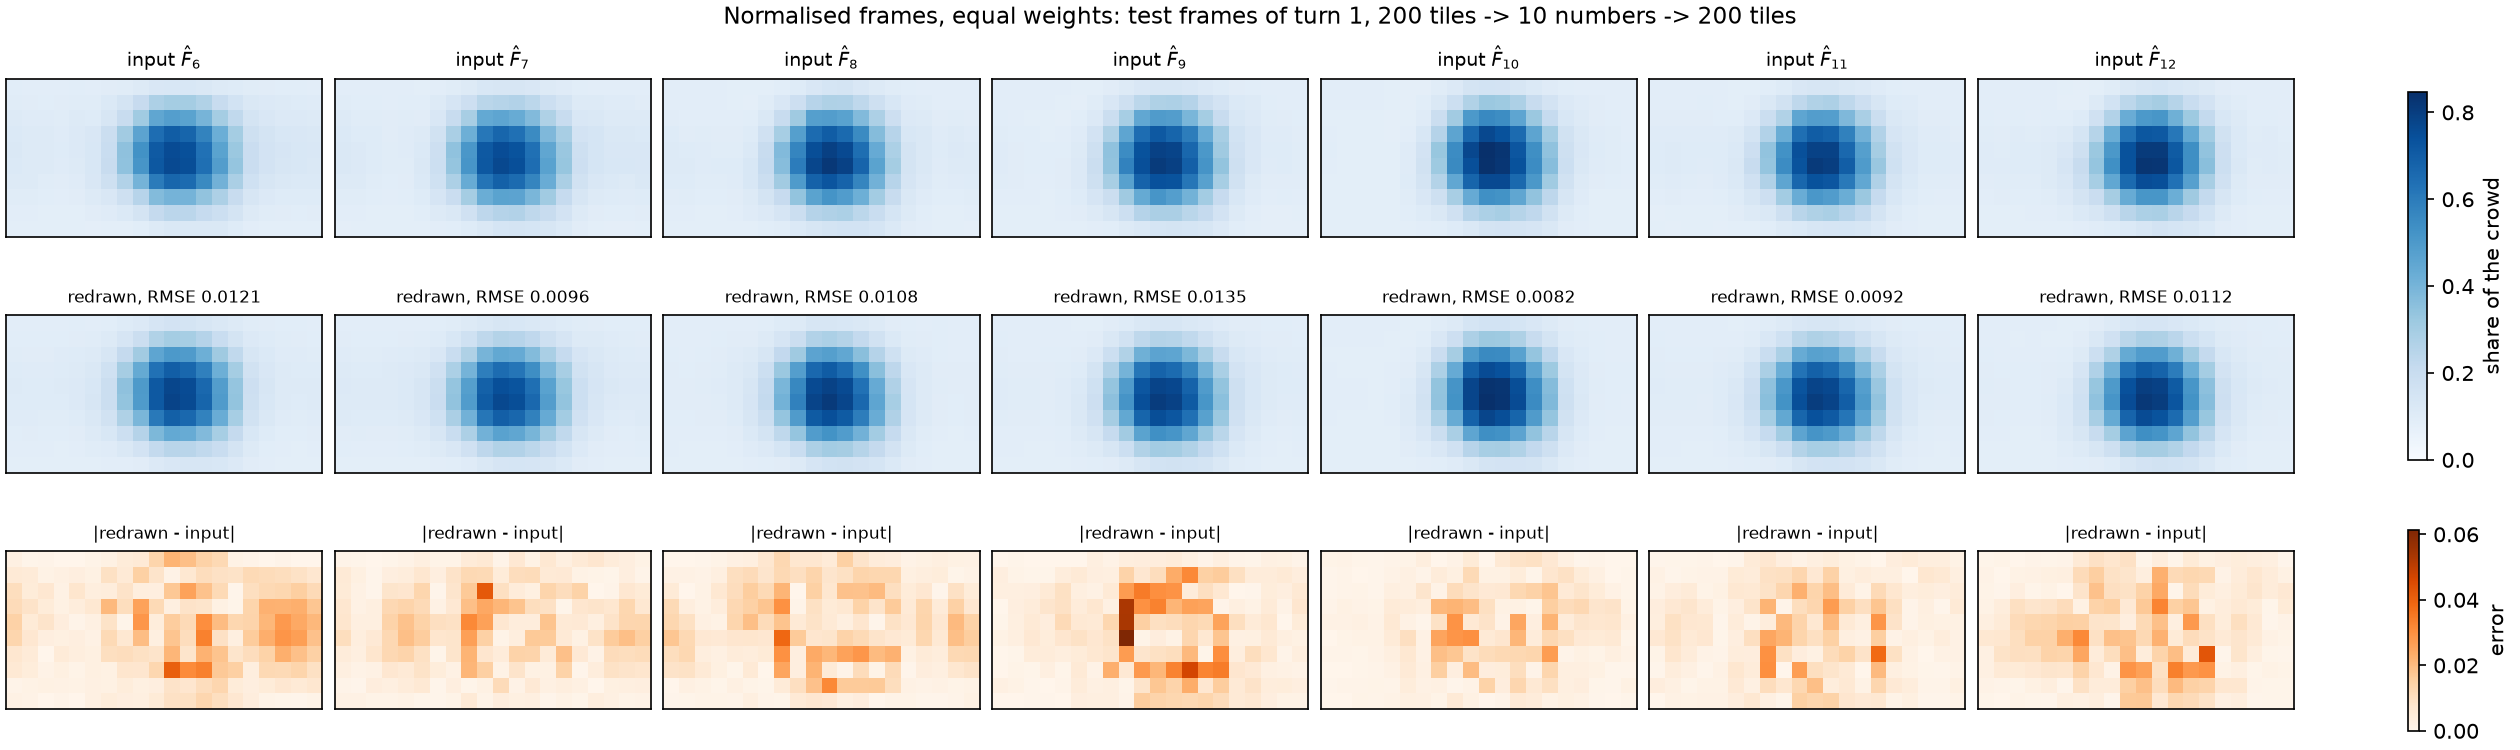 Normalised frames, equal weights: test frames of turn 1, 200 tiles -> 10 numbers -> 200 tiles
input F̂₆
input F̂₇
input F̂₈
input F̂₉
input F̂₁₀
input F̂₁₁
input F̂₁₂
redrawn, RMSE 0.0121
redrawn, RMSE 0.0096
redrawn, RMSE 0.0108
redrawn, RMSE 0.0135
redrawn, RMSE 0.0082
redrawn, RMSE 0.0092
redrawn, RMSE 0.0112
0.8
0.6
0.4
0.2
0.0
share of the crowd
|redrawn - input|
|redrawn - input|
|redrawn - input|
|redrawn - input|
|redrawn - input|
|redrawn - input|
|redrawn - input|
0.06
0.04
0.02
0.00
error